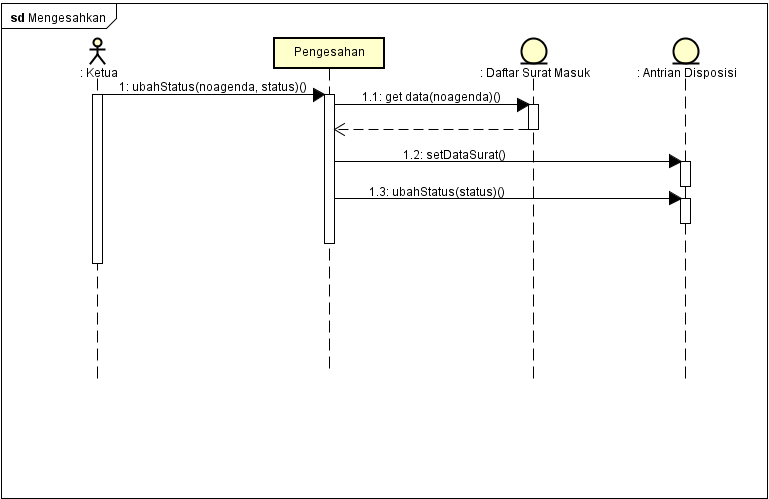 sd Mengesahkan
: Ketua
Pengesahan
: Daftar Surat Masuk
: Antrian Disposisi
1: ubahStatus(noagenda, status)()
1.1: get data(noagenda)()
1.2: setDataSurat()
1.3: ubahStatus(status)()